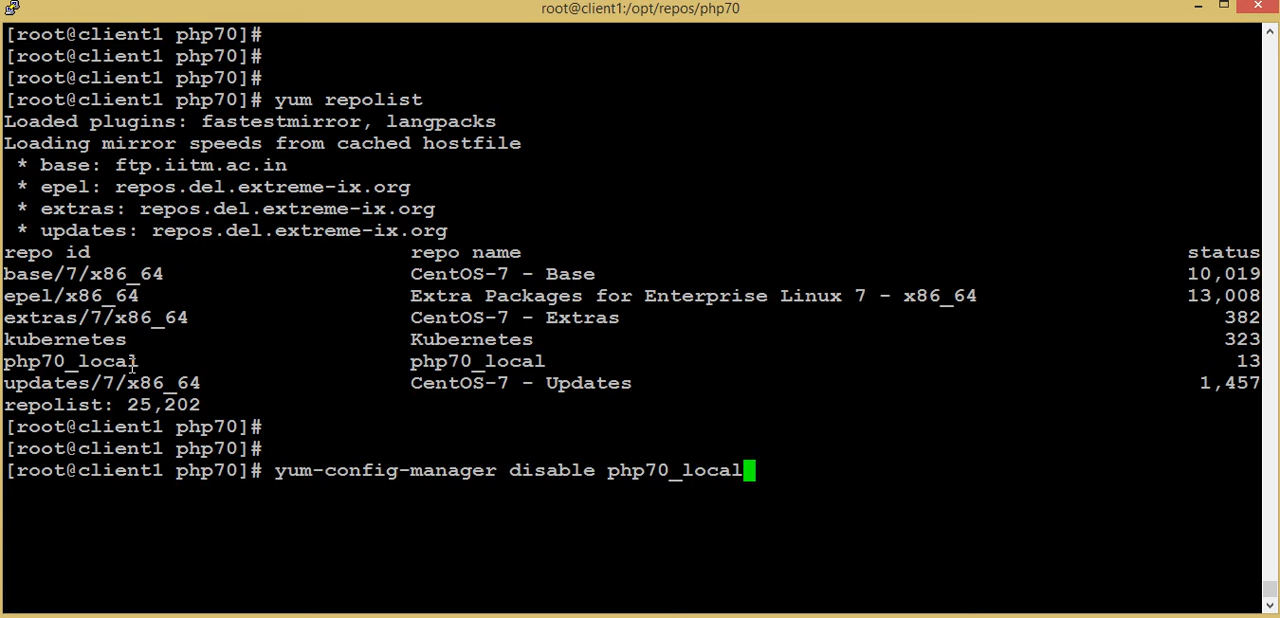 root@client1:/opt/repos/php70
[root@client1 php70]#
[root@client1 php70]#
[root@client1 php70]#
[root@client1 php70]# yum repolist
Loaded plugins: fastestmirror, langpacks
Loading mirror speeds from cached hostfile
 * base: ftp.iitm.ac.in
 * epel: repos.del.extreme-ix.org
 * extras: repos.del.extreme-ix.org
 * updates: repos.del.extreme-ix.org
repo id repo name status
base/7/x86_64 CentOS-7 - Base 10,019
epel/x86_64 Extra Packages for Enterprise Linux 7 - x86_64 13,008
extras/7/x86_64 CentOS-7 - Extras 382
kubernetes Kubernetes 323
php70_local php70_local 13
updates/7/x86_64 CentOS-7 - Updates 1,457
repolist: 25,202
[root@client1 php70]#
[root@client1 php70]#
[root@client1 php70]# yum-config-manager disable php70_local